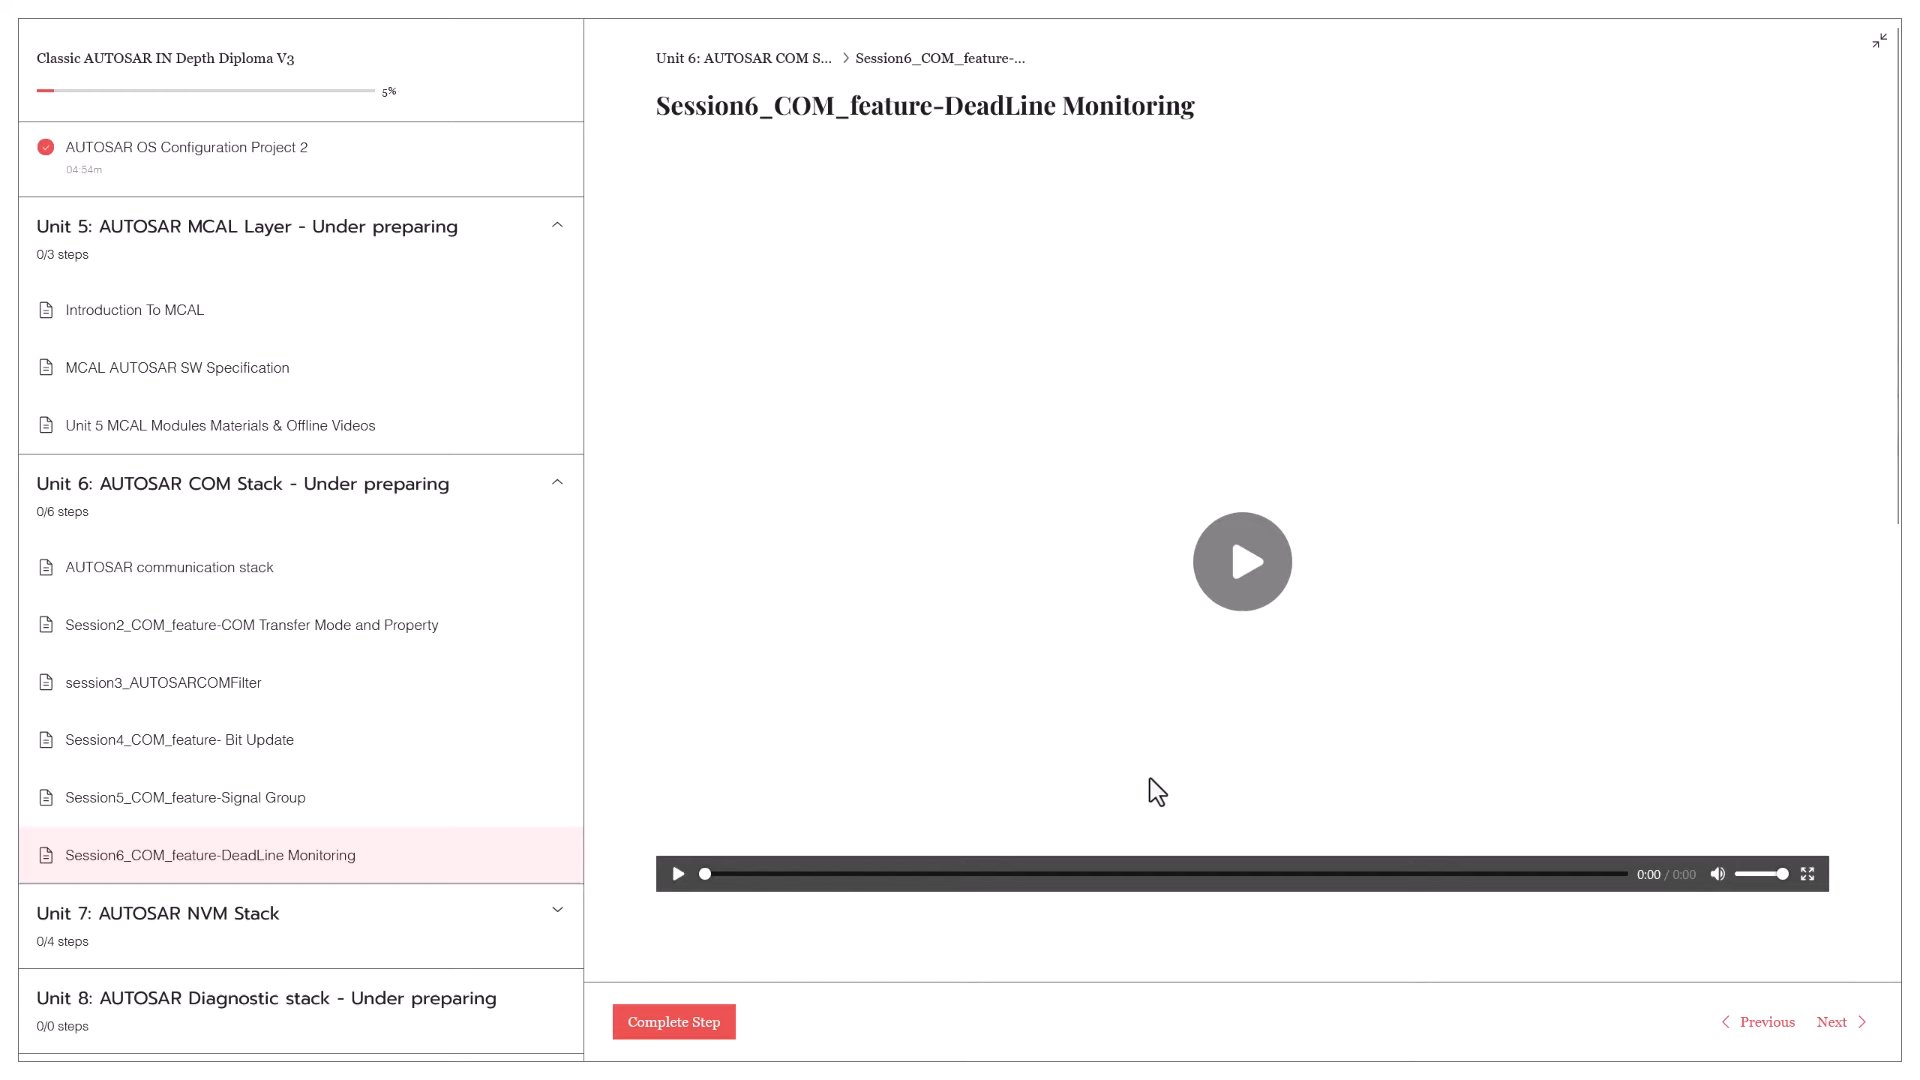 Classic AUTOSAR IN Depth Diploma V3
5%
AUTOSAR OS Configuration Project 2
04:54m
Unit 5: AUTOSAR MCAL Layer - Under preparing
0/3 steps
Introduction To MCAL
MCAL AUTOSAR SW Specification
Unit 5 MCAL Modules Materials & Offline Videos
Unit 6: AUTOSAR COM Stack - Under preparing
0/6 steps
AUTOSAR communication stack
Session2_COM_feature-COM Transfer Mode and Property
session3_AUTOSARCOMFilter
Session4_COM_feature- Bit Update
Session5_COM_feature-Signal Group
Session6_COM_feature-DeadLine Monitoring
Unit 7: AUTOSAR NVM Stack
0/4 steps
Unit 8: AUTOSAR Diagnostic stack - Under preparing
0/0 steps
Unit 6: AUTOSAR COM S... > Session6_COM_feature-...
Session6_COM_feature-DeadLine Monitoring
0:00 / 0:00
Complete Step
Previous Next